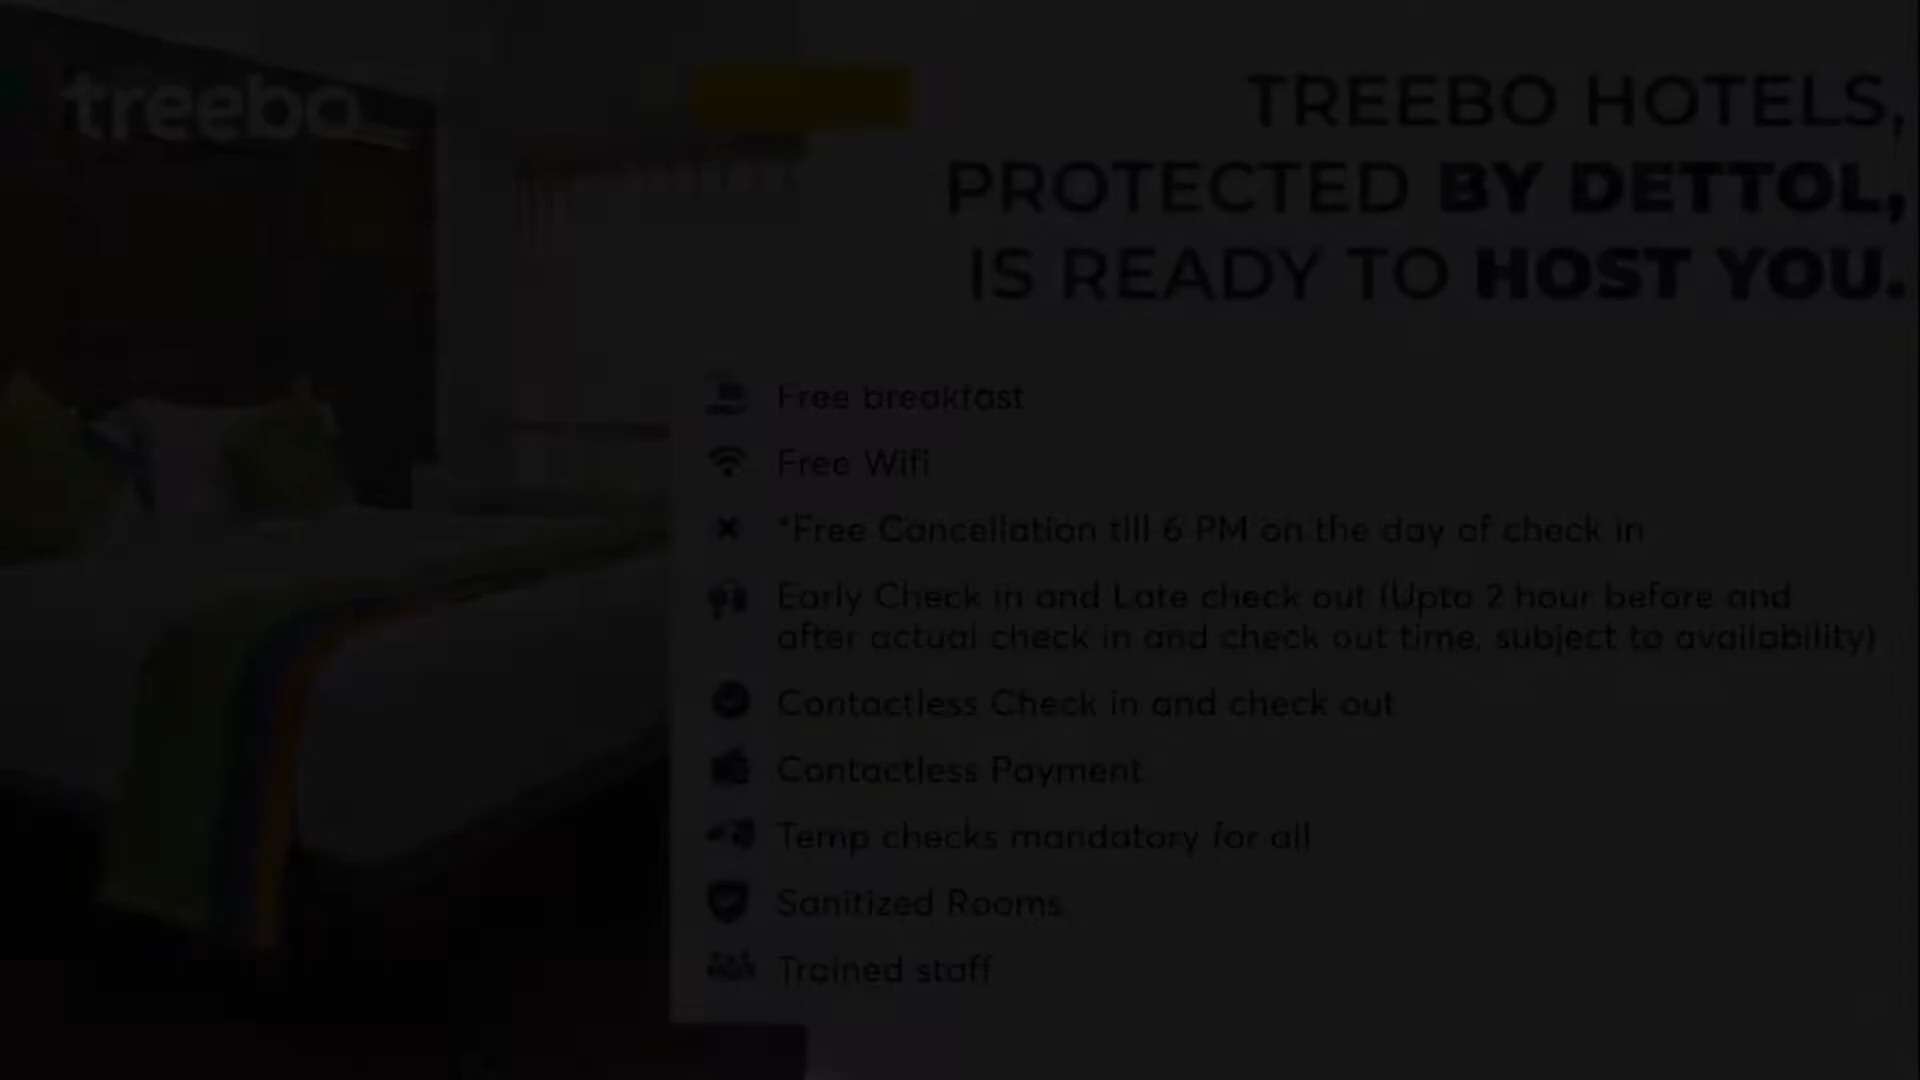 treebo
TREEBO HOTELS,
PROTECTED BY DETTOL,
IS READY TO HOST YOU.
Free breakfast
Free Wifi
*Free Cancellation till 6 PM on the day of check in
Early Check in and Late check out (Upto 2 hour before and
after actual check in and check out time, subject to availability)
Contactless Check in and check out
Contactless Payment
Temp checks mandatory for all
Sanitized Rooms
Trained staff